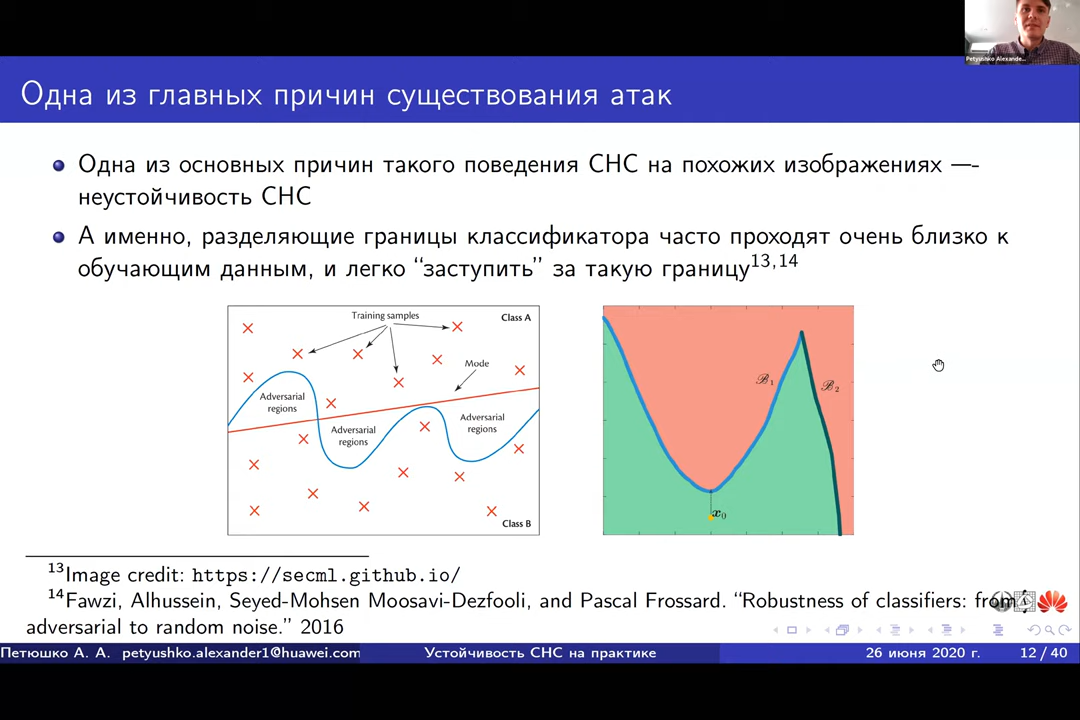 Petyushko Alexande...
Одна из главных причин существования атак
Одна из основных причин такого поведения СНС на похожих изображениях —-
неустойчивость СНС
А именно, разделяющие границы классификатора часто проходят очень близко к
обучающим данным, и легко “заступить” за такую границу13,14
Training samples
Class A
Mode
Adversarial
regions
Adversarial
regions
Adversarial
regions
Class B
ℬ1
ℬ2
x0
13Image credit: https://secml.github.io/
14Fawzi, Alhussein, Seyed-Mohsen Moosavi-Dezfooli, and Pascal Frossard. “Robustness of classifiers: from
adversarial to random noise.” 2016
Петюшко А. А. petyushko.alexander1@huawei.com
Устойчивость СНС на практике
26 июня 2020 г.
12 / 40